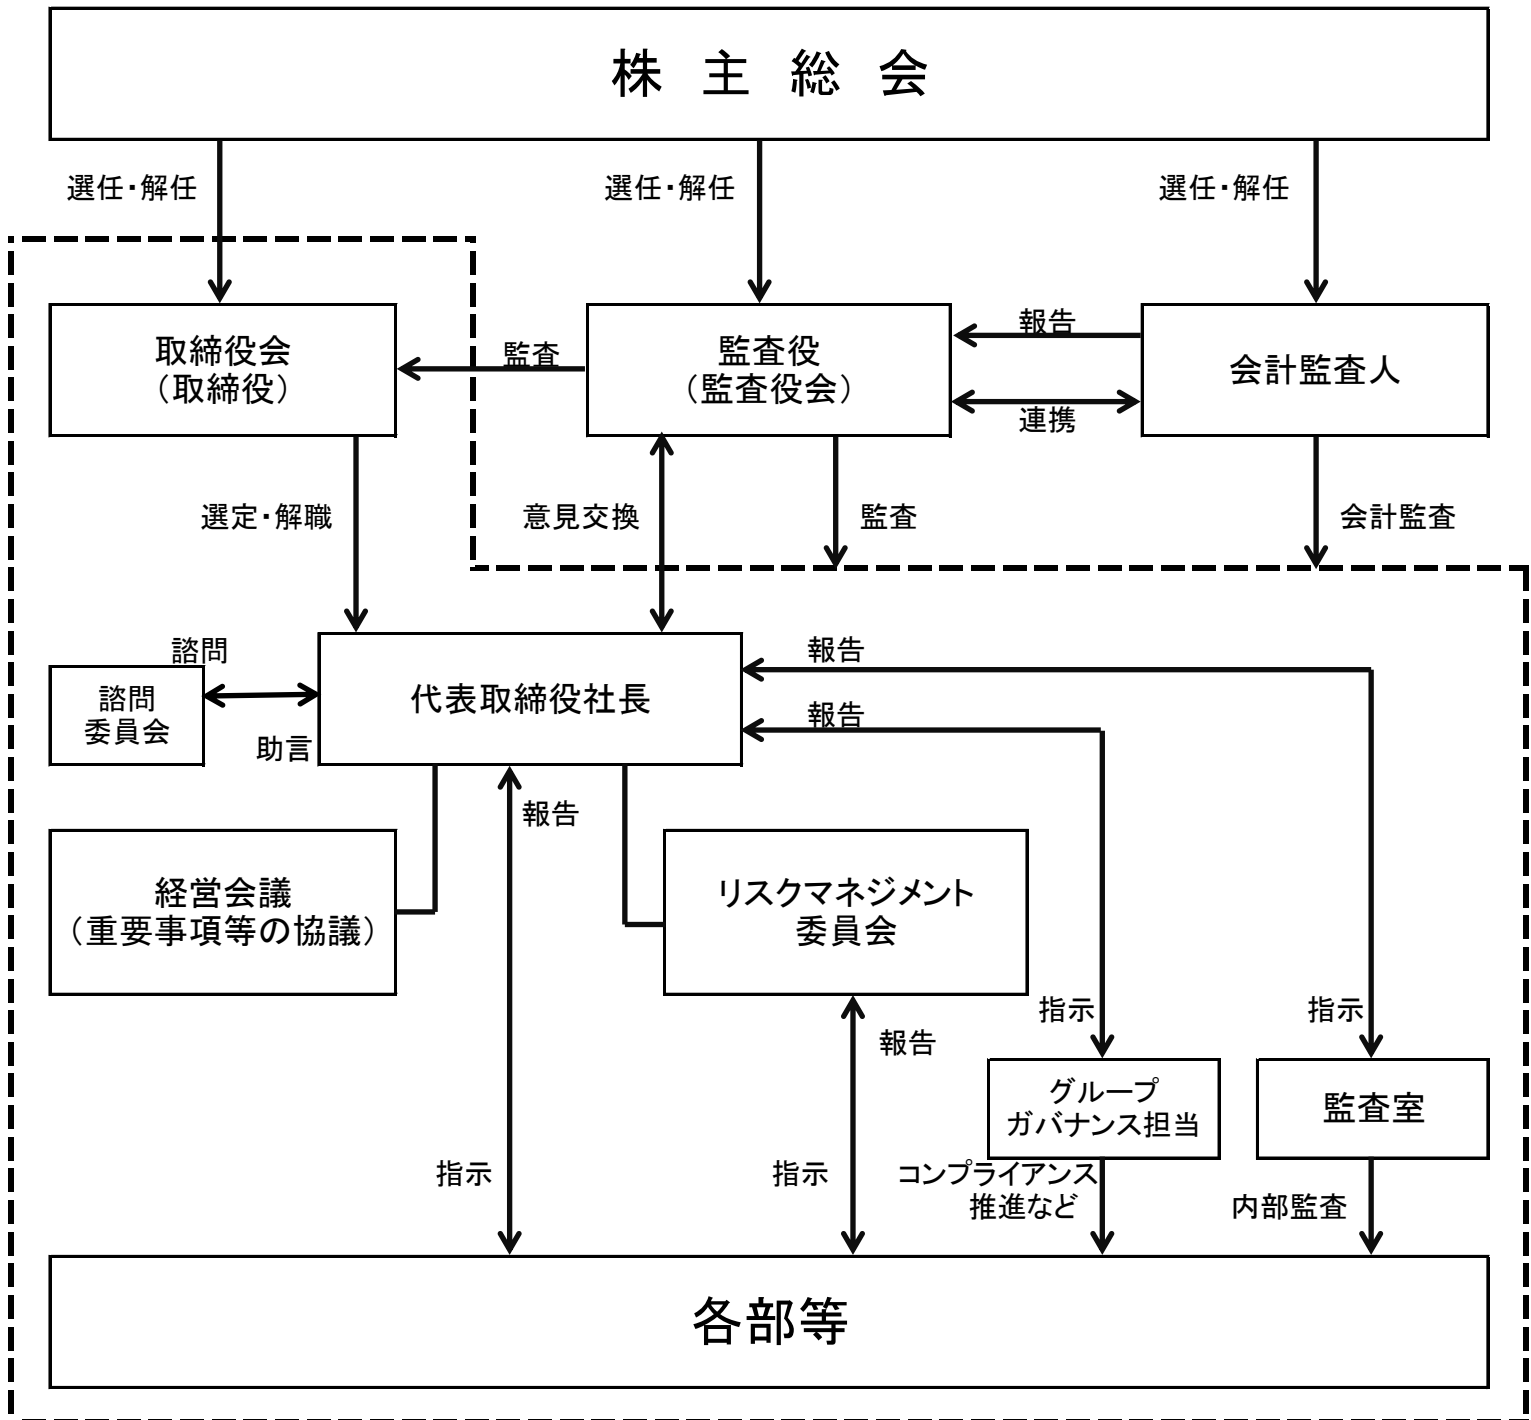 株 主 総 会
選任・解任
選任・解任
選任・解任
取締役会
（取締役）
監査
監査役
（監査役会）
報告
連携
会計監査人
選定・解職
意見交換
監査
会計監査
諮問
諮問
委員会
助言
代表取締役社長
報告
報告
報告
経営会議
（重要事項等の協議）
リスクマネジメント
委員会
指示
指示
報告
グループ
ガバナンス担当
監査室
指示
指示
コンプライアンス
推進など
内部監査
各部等